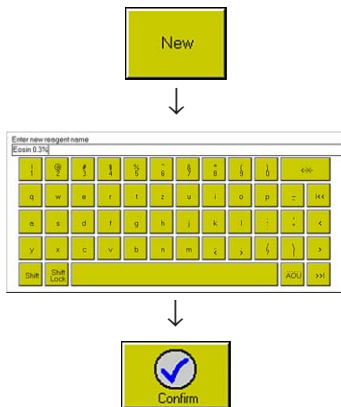 New
Enter new reagent name
Eosin 0.3%
! @ # $ % ^ & * ( )
1 2 3 4 5 6 7 8 9 0
q w e r t z u i o p - I<<
a s d f g h j k l : " <
y x c v b n m >
Shift Shift Lock AÖÜ >>I
Confirm